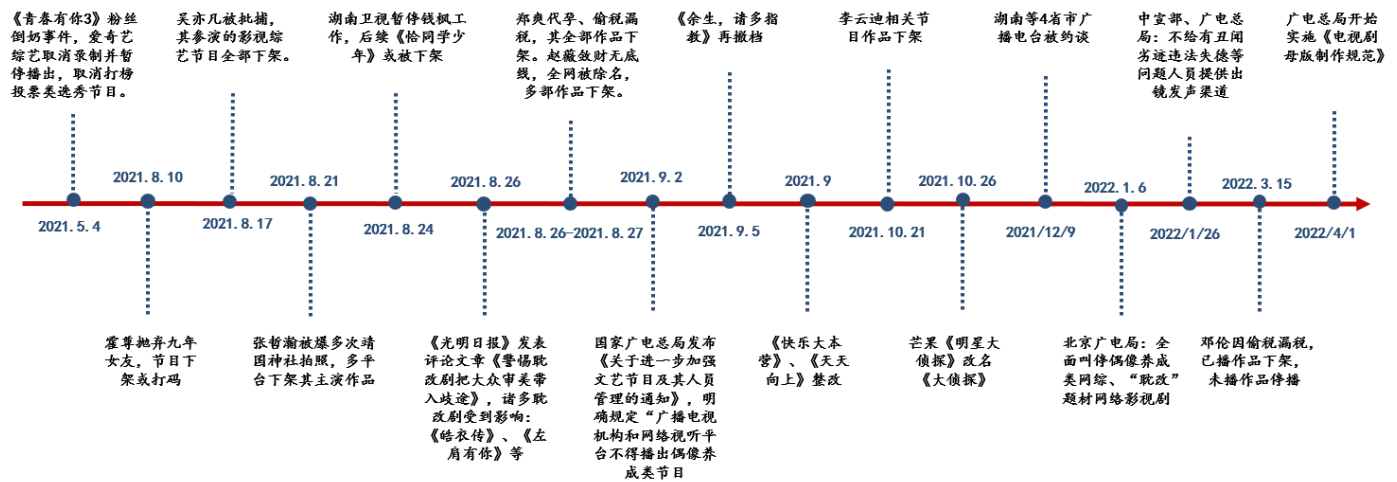 《青春有你3》粉丝
倒奶事件，爱奇艺
综艺取消录制并暂
停播出，取消打榜
投票类选秀节目。
吴亦凡被批捕，
其参演的影视综
艺节目全部下架。
湖南卫视暂停钱枫工
作，后续《恰同学少
年》或被下架
郑爽代孕、偷税漏
税，其全部作品下
架。赵薇敛财无底
线，全网被除名，
多部作品下架。
《余生，请多指
教》再撤档
李云迪相关节
目作品下架
湖南等4省市广
播电台被约谈
中宣部、广电总
局：不给有丑闻
劣迹违法失德等
问题人员提供出
镜发声渠道
广电总局开始
实施《电视剧
母版制作规范》
2021.5.4
2021.8.10
2021.8.17
2021.8.21
2021.8.24
2021.8.26
2021.8.26—2021.8.27
2021.9.2
2021.9.5
2021.9
2021.10.21
2021.10.26
2021/12/9
2022.1.6
2022/1/26
2022.3.15
2022/4/1
霍尊抛弃九年
女友，节目下
架或打码
张哲瀚被爆多次靖
国神社拍照，多平
台下架其主演作品
《光明日报》发表
评论文章《警惕耽
改剧把大众审美带
入歧途》，诸多耽
改剧受到影响：
《皓衣传》、《左
肩有你》等
国家广电总局发布
《关于进一步加强
文艺节目及其人员
管理的通知》，明
确规定“广播电视
机构和网络视听平
台不得播出偶像养
成类节目
《快乐大本
营》、《天天
向上》整改
芒果《明星大
侦探》改名
《大侦探》
北京广电局：全
面叫停偶像养成
类网综、“耽改”
题材网络影视剧
邓伦因偷税漏税，
已播作品下架，
未播作品停播